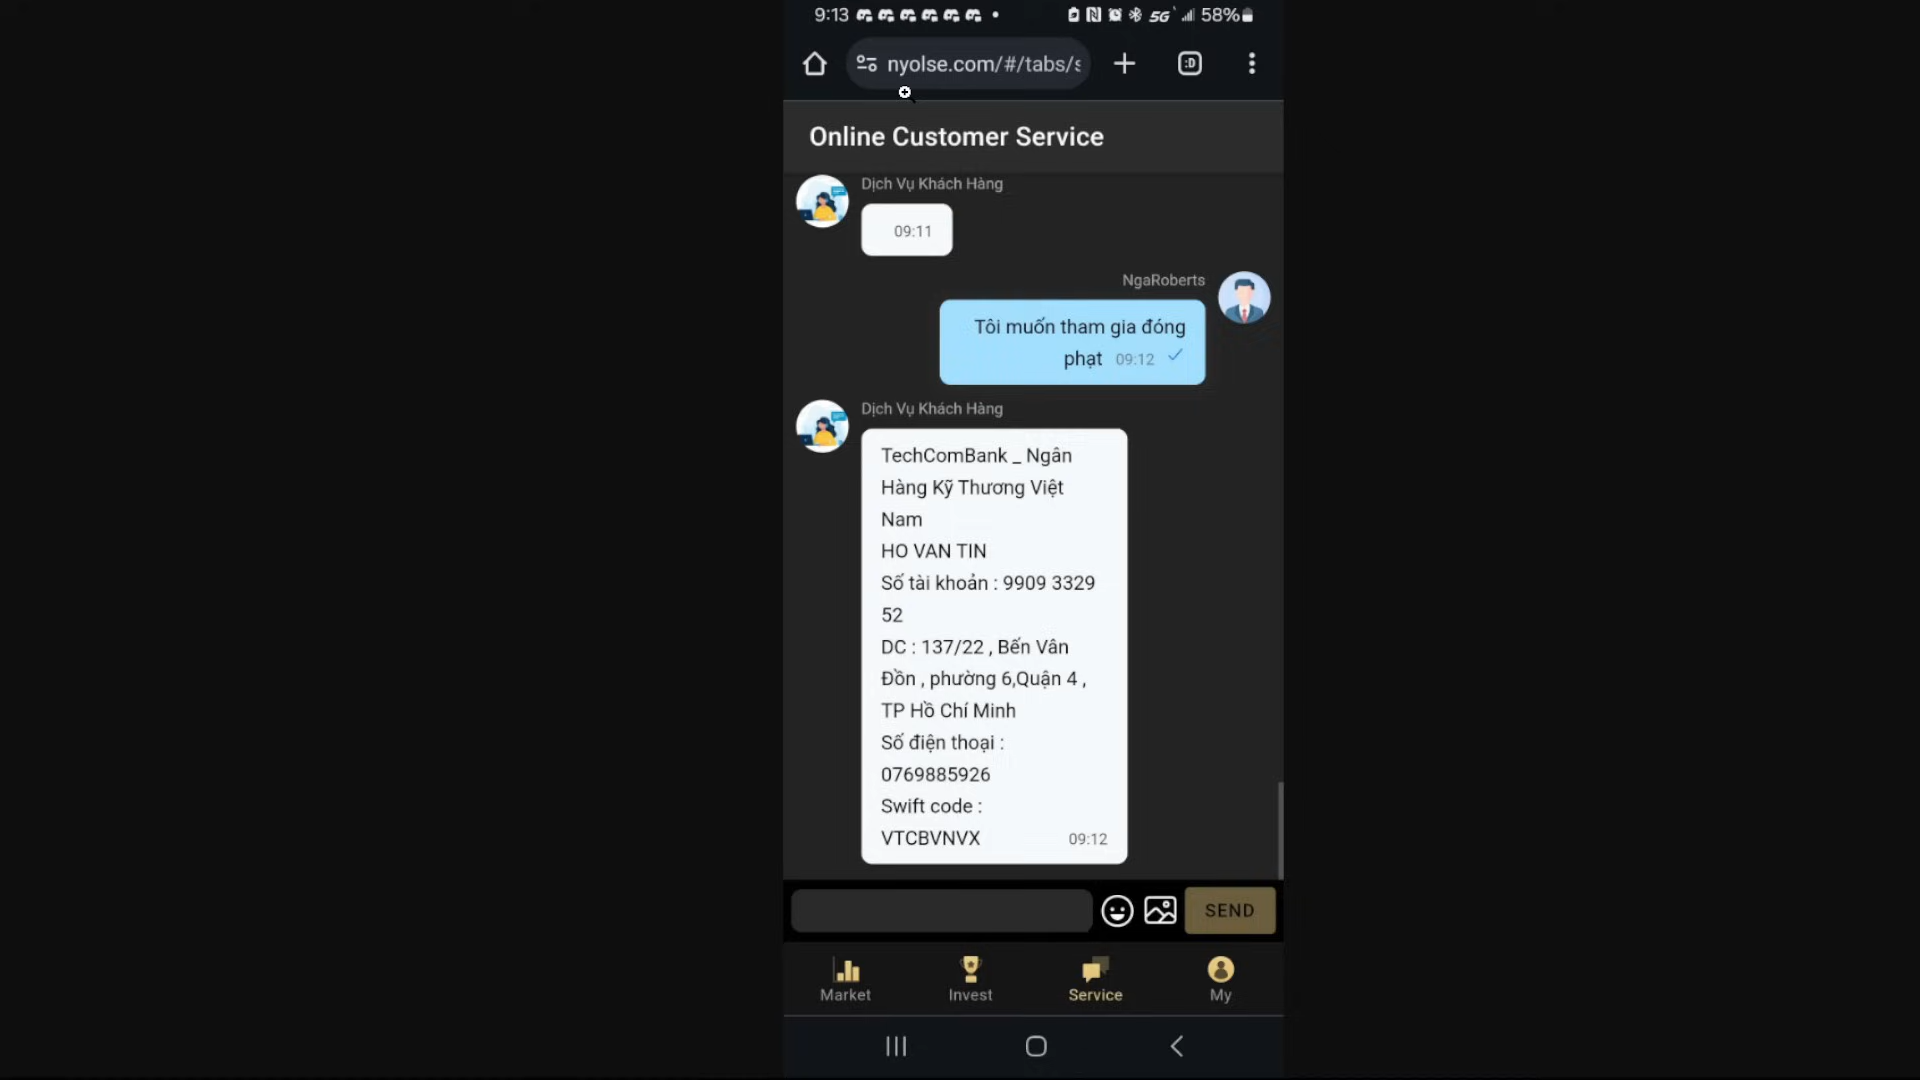 9:13
5G
58%
nyolse.com/#/tabs/s
:D
Online Customer Service
Dịch Vụ Khách Hàng
09:11
NgaRoberts
Tôi muốn tham gia đóng
phạt 09:12
Dịch Vụ Khách Hàng
TechComBank _ Ngân
Hàng Kỹ Thương Việt
Nam
HO VAN TIN
Số tài khoản : 9909 3329
52
DC : 137/22 , Bến Vân
Đồn , phường 6,Quận 4 ,
TP Hồ Chí Minh
Số điện thoại :
0769885926
Swift code :
VTCBVNVX 09:12
SEND
Market Invest Service My